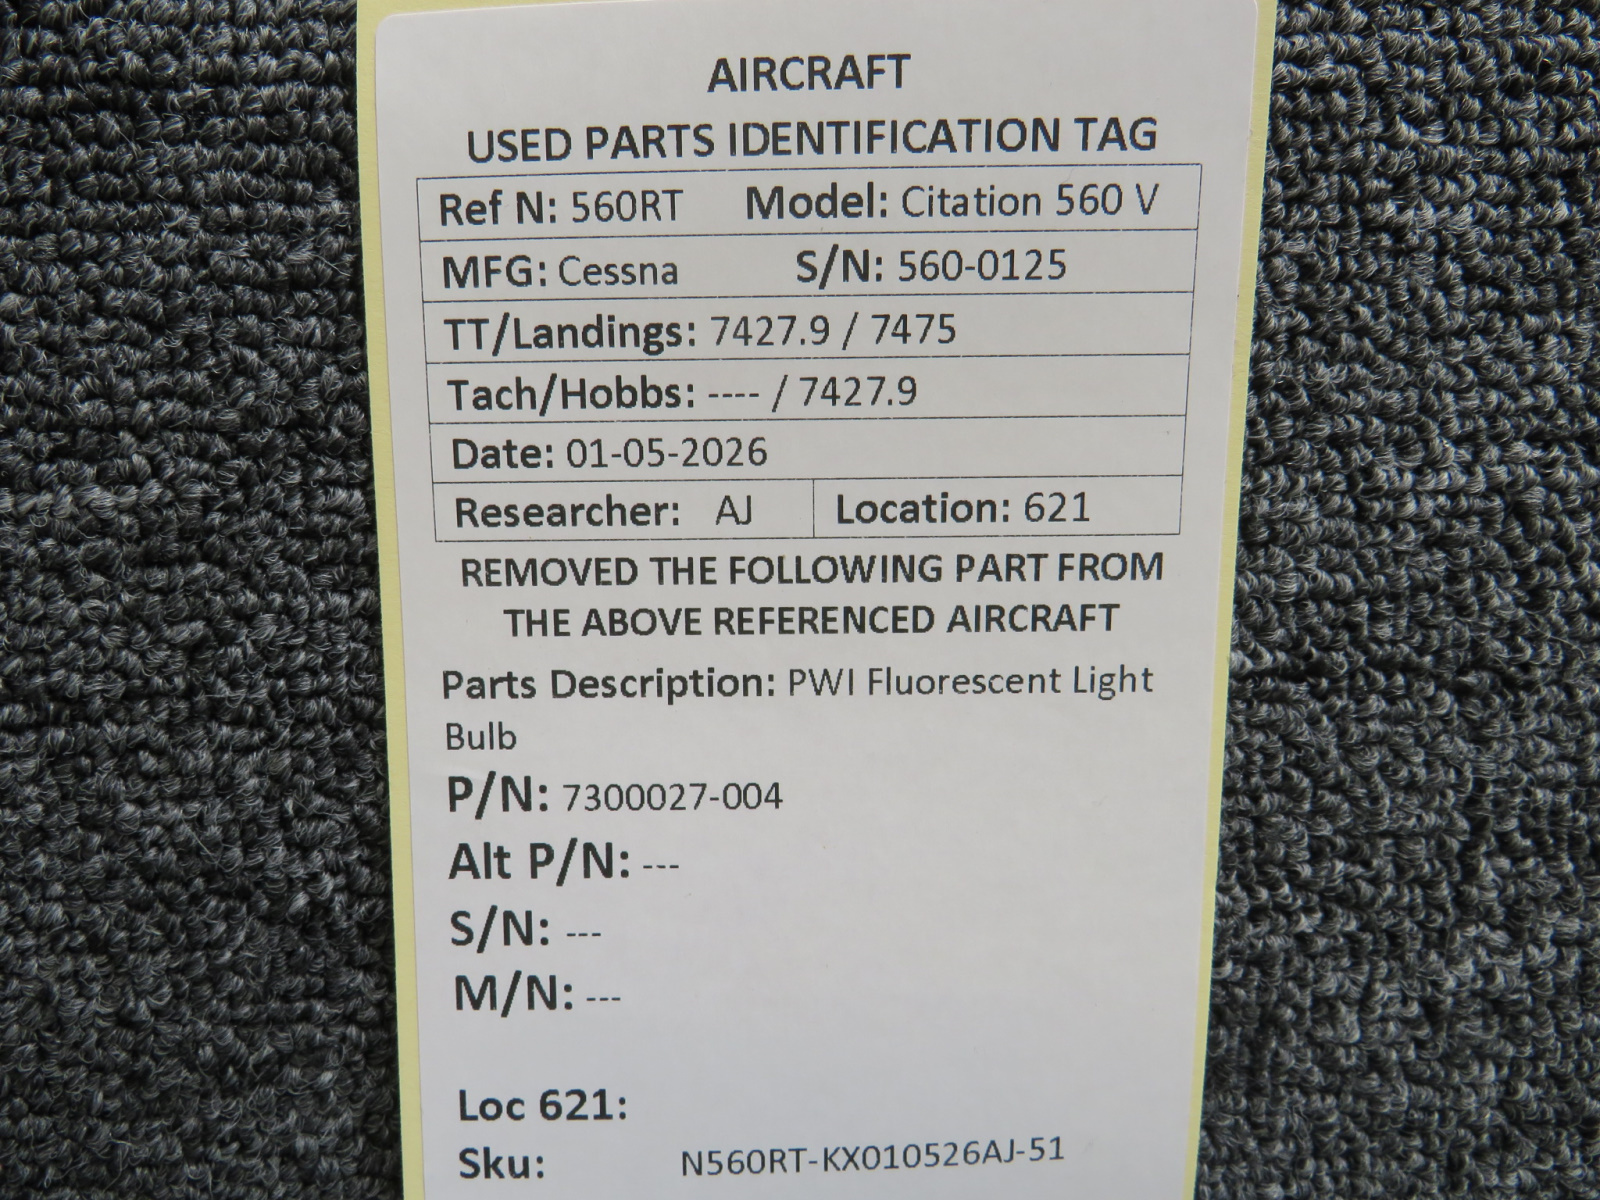 AIRCRAFT
USED PARTS IDENTIFICATION TAG
Ref N: 560RT Model: Citation 560 V
MFG: Cessna S/N: 560-0125
TT/Landings: 7427.9 / 7475
Tach/Hobbs: ---- / 7427.9
Date: 01-05-2026
Researcher: AJ Location: 621
REMOVED THE FOLLOWING PART FROM
THE ABOVE REFERENCED AIRCRAFT
Parts Description: PWI Fluorescent Light
Bulb
P/N: 7300027-004
Alt P/N: ---
S/N: ---
M/N: ---
Loc 621:
Sku: N560RT-KX010526AJ-51